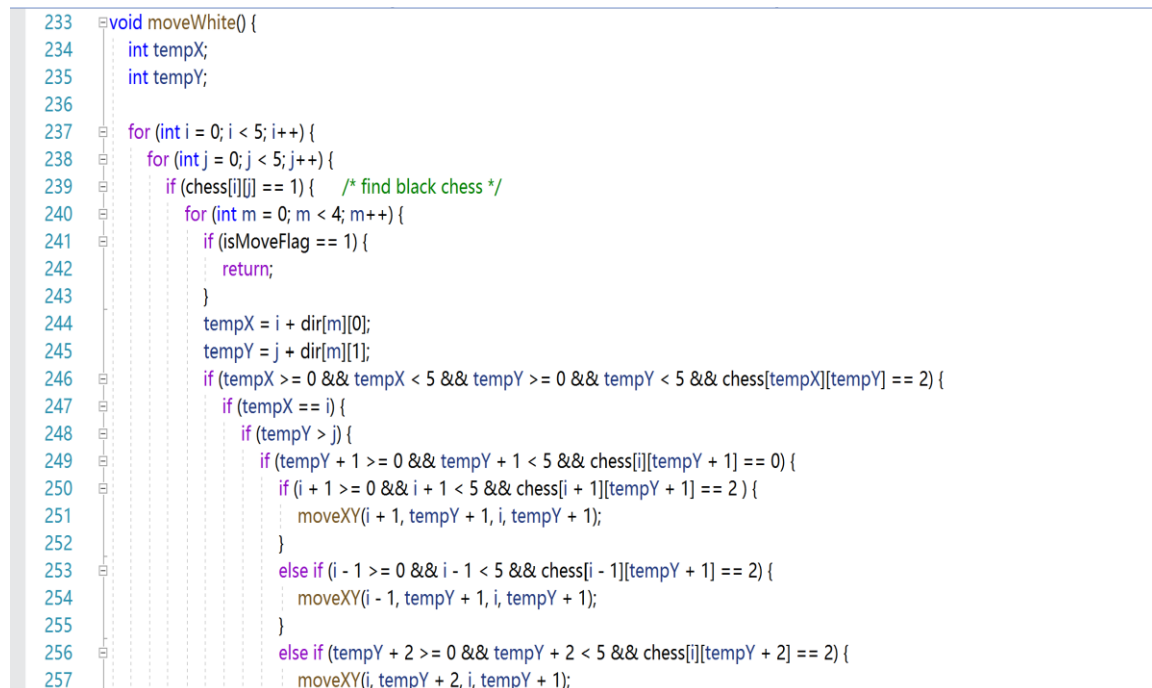 233 void moveWhite() {
234 int tempX;
235 int tempY;
236
237 for (int i = 0; i < 5; i++) {
238 for (int j = 0; j < 5; j++) {
239 if (chess[i][j] == 1) { /* find black chess */
240 for (int m = 0; m < 4; m++) {
241 if (isMoveFlag == 1) {
242 return;
243 }
244 tempX = i + dir[m][0];
245 tempY = j + dir[m][1];
246 if (tempX >= 0 && tempX < 5 && tempY >= 0 && tempY < 5 && chess[tempX][tempY] == 2) {
247 if (tempX == i) {
248 if (tempY > j) {
249 if (tempY + 1 >= 0 && tempY + 1 < 5 && chess[i][tempY + 1] == 0) {
250 if (i + 1 >= 0 && i + 1 < 5 && chess[i + 1][tempY + 1] == 2 ) {
251 moveXY(i + 1, tempY + 1, i, tempY + 1);
252 }
253 else if (i - 1 >= 0 && i - 1 < 5 && chess[i - 1][tempY + 1] == 2) {
254 moveXY(i - 1, tempY + 1, i, tempY + 1);
255 }
256 else if (tempY + 2 >= 0 && tempY + 2 < 5 && chess[i][tempY + 2] == 2) {
257 moveXY(i, tempY + 2, i, tempY + 1);